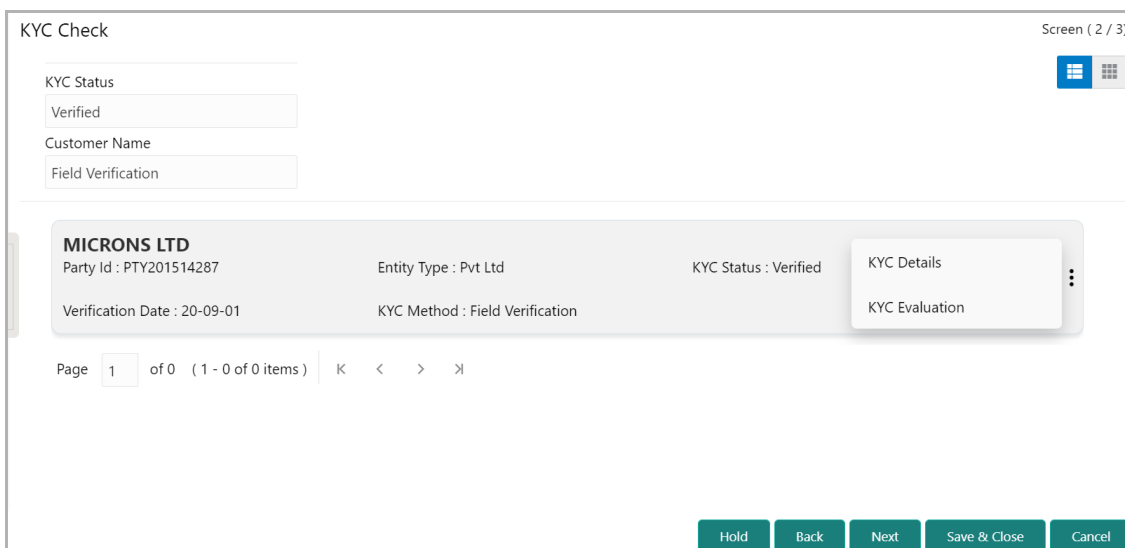 KYC Check
Screen ( 2 / 3)
KYC Status
Verified
Customer Name
Field Verification
MICRONS LTD
Party Id : PTY201514287 Entity Type : Pvt Ltd KYC Status : Verified
KYC Details
Verification Date : 20-09-01 KYC Method : Field Verification
KYC Evaluation
Page 1 of 0 ( 1 - 0 of 0 items )
Hold Back Next Save & Close Cancel